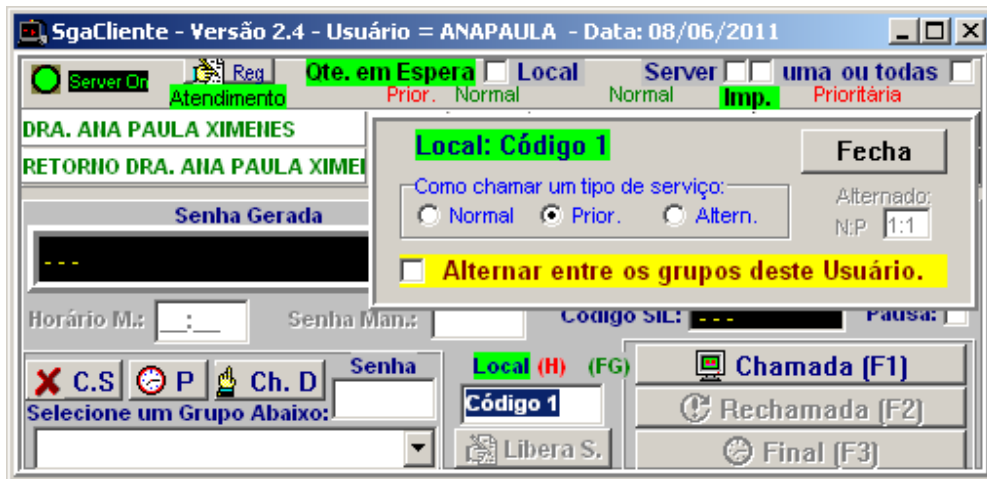 SgaCliente - Versão 2.4 - Usuário = ANAPAULA - Data: 08/06/2011
Server On Reg Qte. em Espera Local Server uma ou todas
Atendimento Prior. Normal Normal Imp. Prioritária
DRA. ANA PAULA XIMENES
RETORNO DRA. ANA PAULA XIME
Local: Código 1 Fecha
Como chamar um tipo de serviço: Alternado:
Normal Prior. Altern. N:P 1:1
Alternar entre os grupos deste Usuário.
Senha Gerada
---
Horário M.: __:__ Senha Man.: Código SIL: --- Pausa:
C.S P Ch. D Senha Local (H) (FG) Chamada (F1)
Selecione um Grupo Abaixo: Código 1 Rechamada (F2)
Libera S. Final (F3)